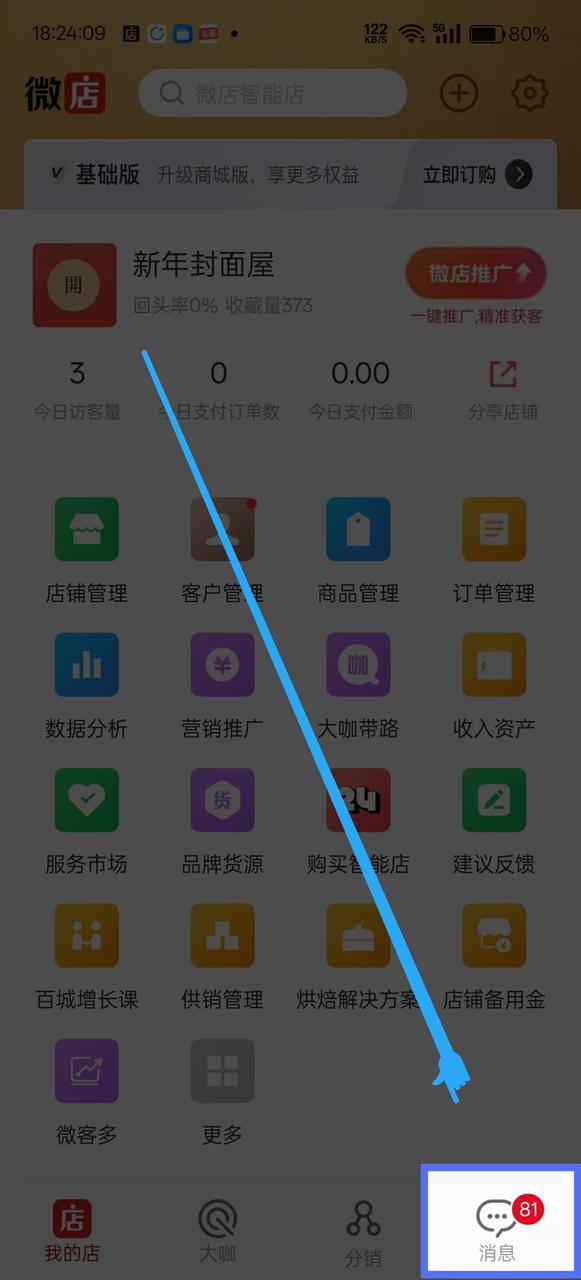 18:24:09 店 头条 122 KB/S 5G 80%
微店 微店智能店
基础版 升级商城版，享更多权益 立即订购
開 新年封面屋 微店推广
回头率0% 收藏量373 一键推广,精准获客
3 0 0.00
今日访客量 今日支付订单数 今日支付金额 分享店铺
店铺管理 客户管理 商品管理 订单管理
¥ 咖
数据分析 营销推广 大咖带路 收入资产
货 24
服务市场 品牌货源 购买智能店 建议反馈
百城增长课 供销管理 烘焙解决方案 店铺备用金
微客多 更多
店 81
我的店 大咖 分销 消息